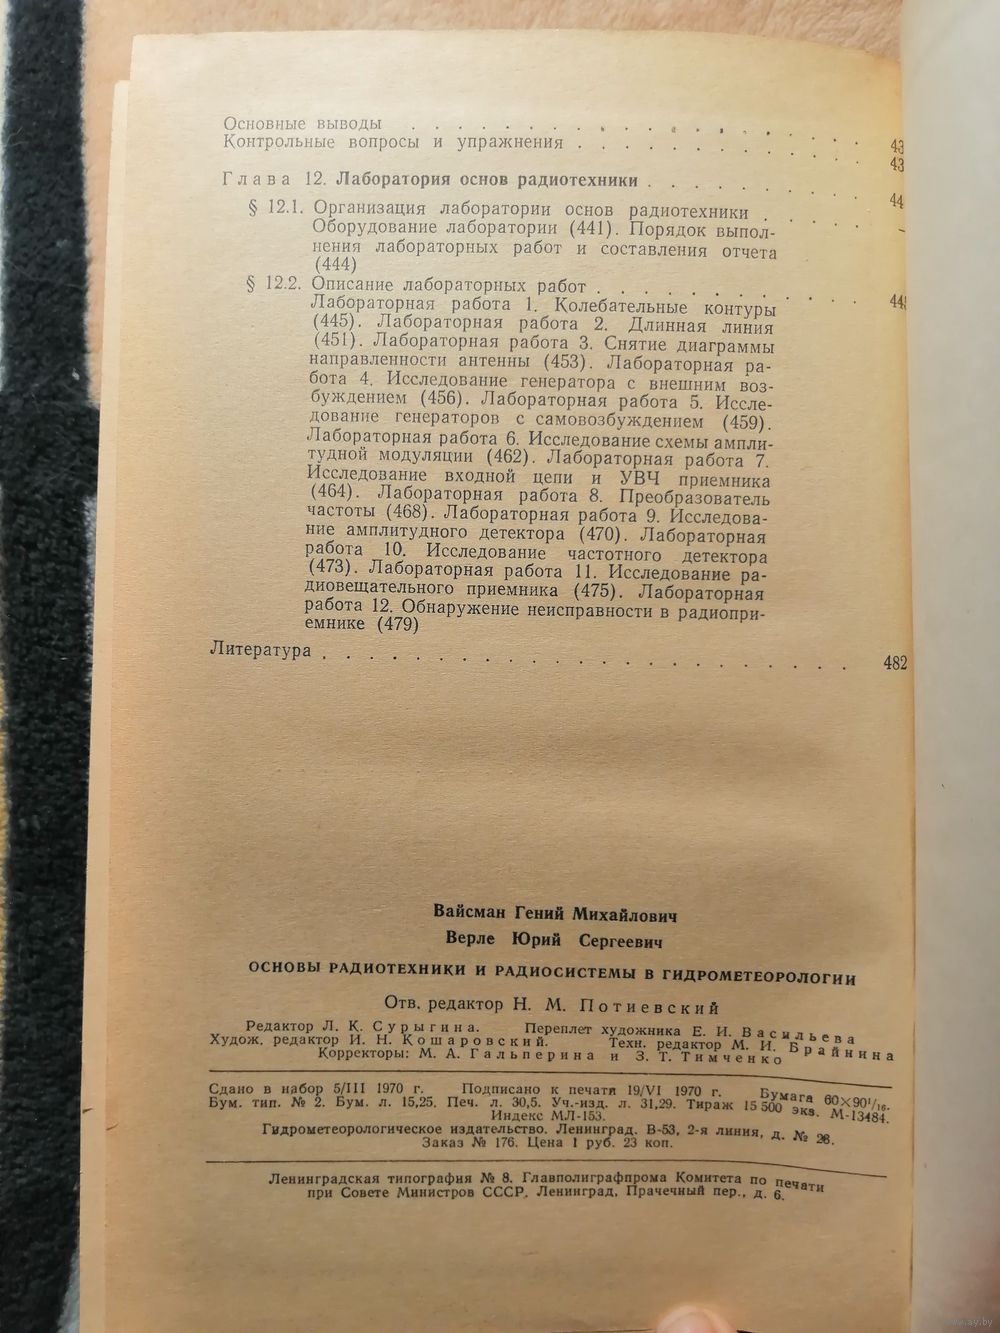 Основные выводы . . . . . . . . . . . . . . . . . . . 43
Контрольные вопросы и упражнения . . . . . . . . . . . . . 43
Глава 12. Лаборатория основ радиотехники . . . . . . . . . . 44
§ 12.1. Организация лаборатории основ радиотехники . . . . . –
Оборудование лаборатории (441). Порядок выпол-
нения лабораторных работ и составления отчета
(444)
§ 12.2. Описание лабораторных работ . . . . . . . . . . . 445
Лабораторная работа 1. Колебательные контуры
(445). Лабораторная работа 2. Длинная линия
(451). Лабораторная работа 3. Снятие диаграммы
направленности антенны (453). Лабораторная ра-
бота 4. Исследование генератора с внешним воз-
буждением (456). Лабораторная работа 5. Иссле-
дование генераторов с самовозбуждением (459).
Лабораторная работа 6. Исследование схемы ампли-
тудной модуляции (462). Лабораторная работа 7.
Исследование входной цепи и УВЧ приемника
(464). Лабораторная работа 8. Преобразователь
частоты (468). Лабораторная работа 9. Исследова-
ние амплитудного детектора (470). Лабораторная
работа 10. Исследование частотного детектора
(473). Лабораторная работа 11. Исследование ра-
диовещательного приемника (475). Лабораторная
работа 12. Обнаружение неисправности в радиопри-
емнике (479)
Литература . . . . . . . . . . . . . . . . . . . . . . . 482
Вайсман Гений Михайлович
Верле Юрий Сергеевич
ОСНОВЫ РАДИОТЕХНИКИ И РАДИОСИСТЕМЫ В ГИДРОМЕТЕОРОЛОГИИ
Отв. редактор Н. М. Потиевский
Редактор Л. К. Сурыгина. Переплет художника Е. И. Васильева
Худож. редактор И. Н. Кошаровский. Техн. редактор М. И. Брайнина
Корректоры: М. А. Гальперина и З. Т. Тимченко
Сдано в набор 5/III 1970 г. Подписано к печати 19/VI 1970 г. Бумага 60×90¹/₁₆.
Бум. тип. № 2. Бум. л. 15,25. Печ. л. 30,5. Уч.-изд. л. 31,29. Тираж 15 500 экз. М-13484.
Индекс МЛ-153.
Гидрометеорологическое издательство. Ленинград. В-53, 2-я линия, д. № 26.
Заказ № 176. Цена 1 руб. 23 коп.
Ленинградская типография № 8. Главполиграфпрома Комитета по печати
при Совете Министров СССР. Ленинград, Прачечный пер., д. 6.
www.ay.by